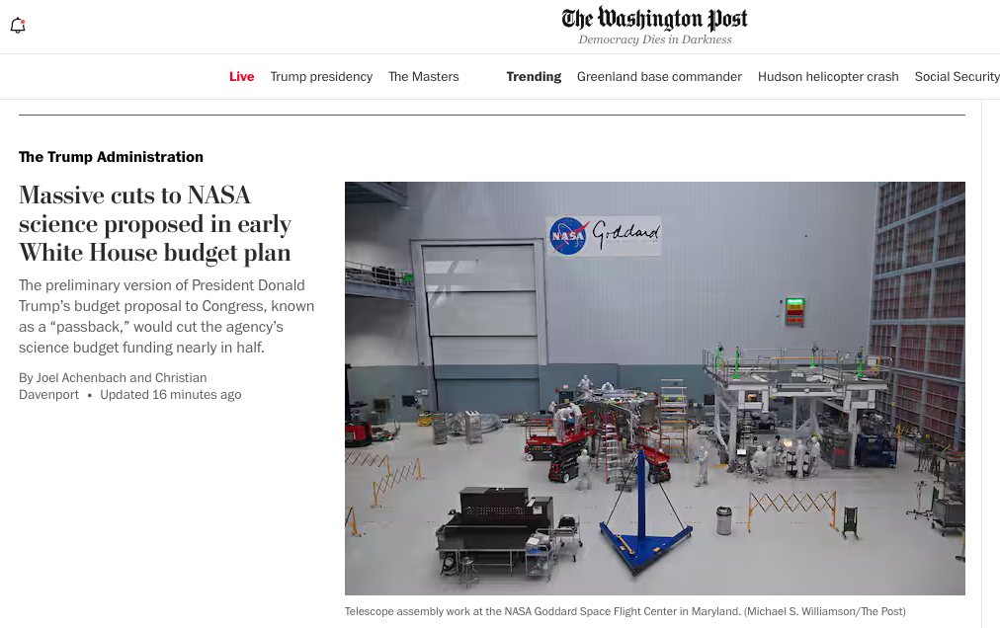 The Washington Post
Democracy Dies in Darkness
Live Trump presidency The Masters Trending Greenland base commander Hudson helicopter crash Social Security
The Trump Administration
Massive cuts to NASA
science proposed in early
White House budget plan
The preliminary version of President Donald
Trump’s budget proposal to Congress, known
as a “passback,” would cut the agency’s
science budget funding nearly in half.
By Joel Achenbach and Christian
Davenport • Updated 16 minutes ago
NASA Goddard
Telescope assembly work at the NASA Goddard Space Flight Center in Maryland. (Michael S. Williamson/The Post)